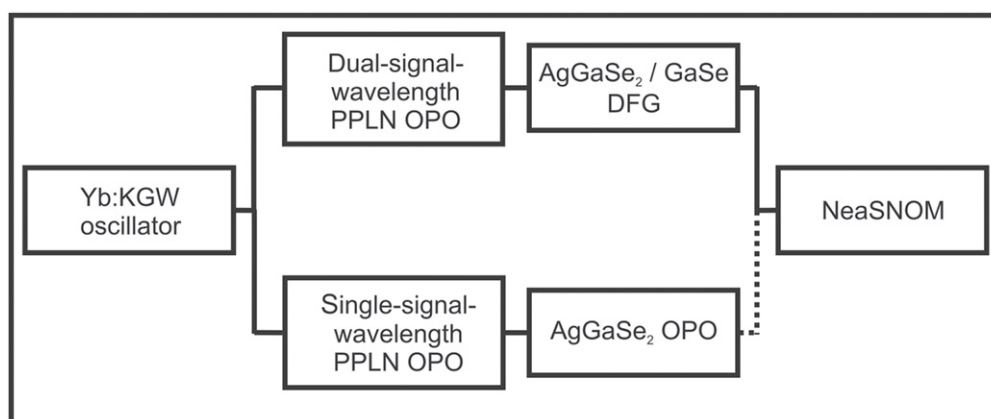 Dual-signal-
wavelength
PPLN OPO
AgGaSe₂ / GaSe
DFG
Yb:KGW
oscillator
NeaSNOM
Single-signal-
wavelength
PPLN OPO
AgGaSe₂ OPO